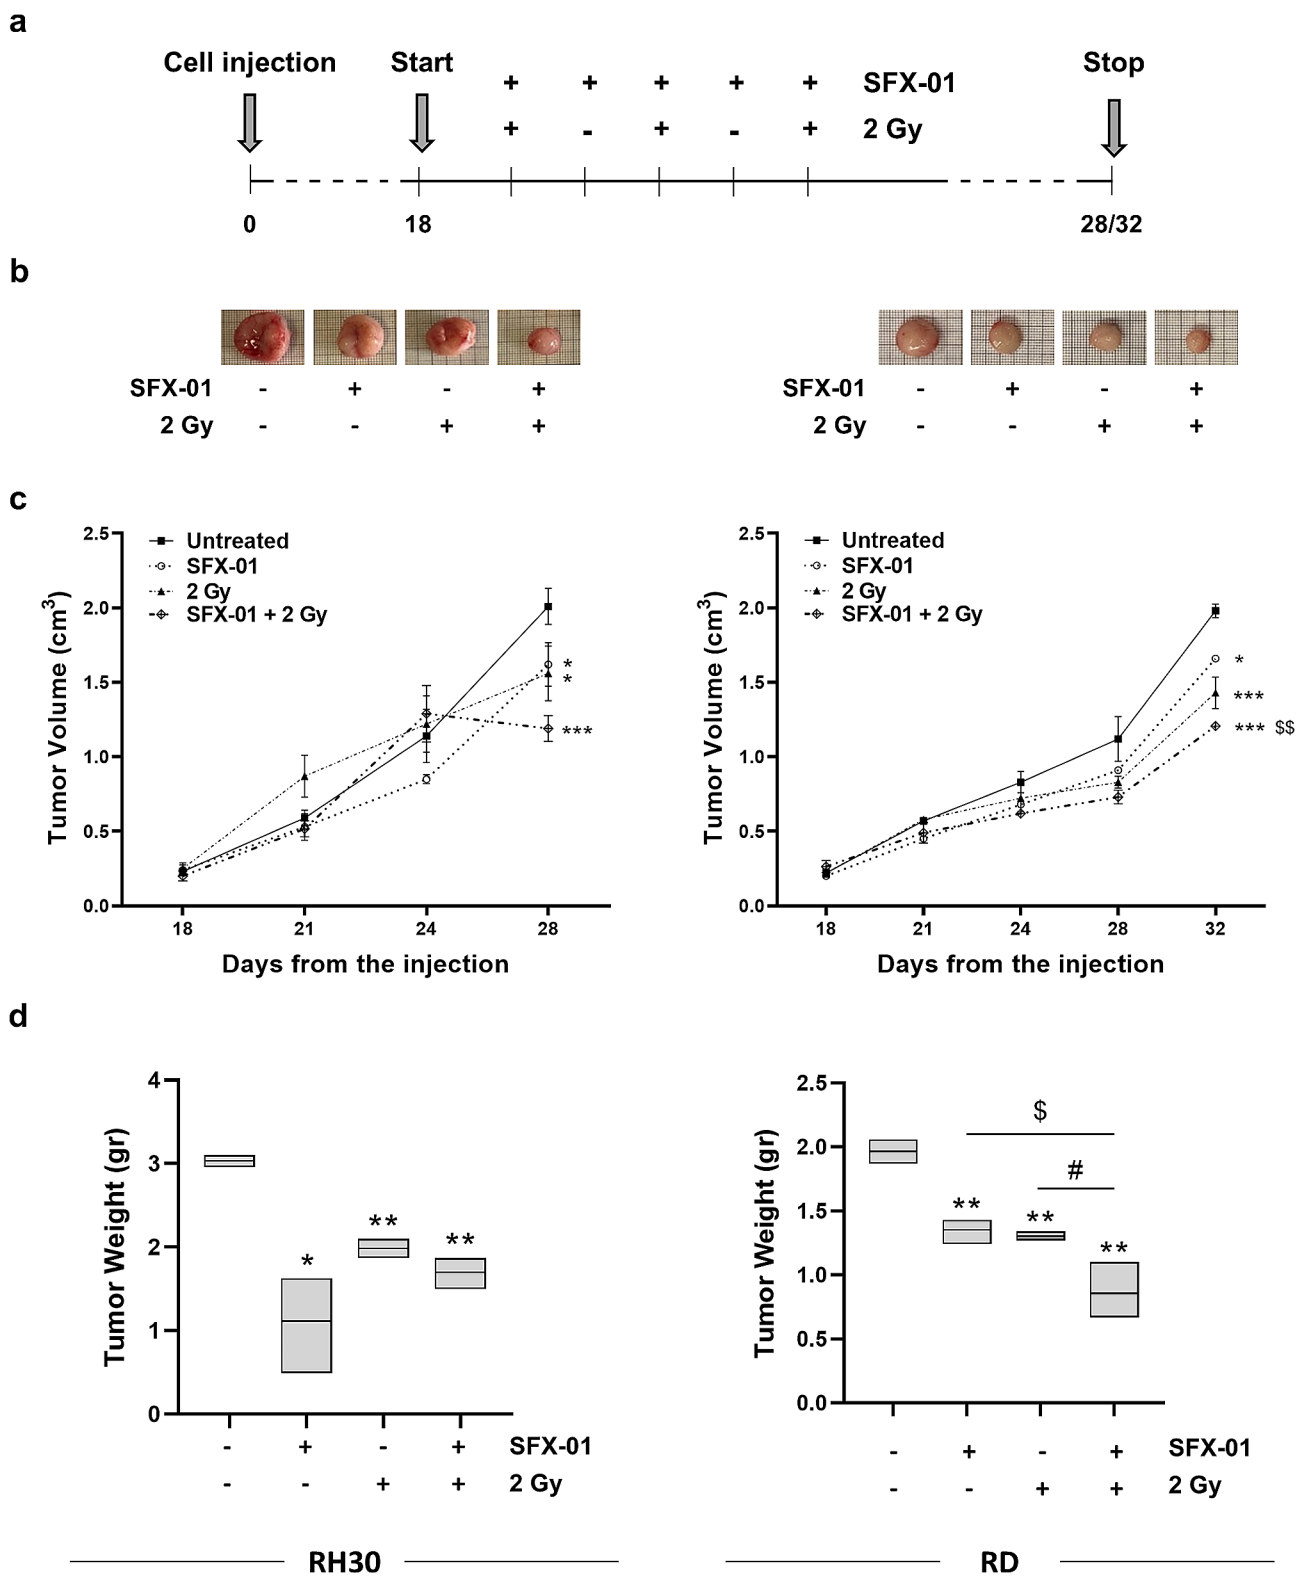 a
Cell injection Start Stop
+ + + + + SFX-01
+ - + - + 2 Gy
0 18 28/32
b
SFX-01 - + - +
2 Gy - - + +
SFX-01 - + - +
2 Gy - - + +
c
Tumor Volume (cm3)
2.5
2.0
1.5
1.0
0.5
0.0
Untreated
SFX-01
2 Gy
SFX-01 + 2 Gy
*
*
***
18 21 24 28
Days from the injection
Tumor Volume (cm3)
2.5
2.0
1.5
1.0
0.5
0.0
Untreated
SFX-01
2 Gy
SFX-01 + 2 Gy
*
***
*** $$
18 21 24 28 32
Days from the injection
d
Tumor Weight (gr)
4
3
2
1
0
* ** **
- + - + SFX-01
- - + + 2 Gy
RH30
Tumor Weight (gr)
2.5
2.0
1.5
1.0
0.5
0.0
$
#
** ** **
- + - + SFX-01
- - + + 2 Gy
RD